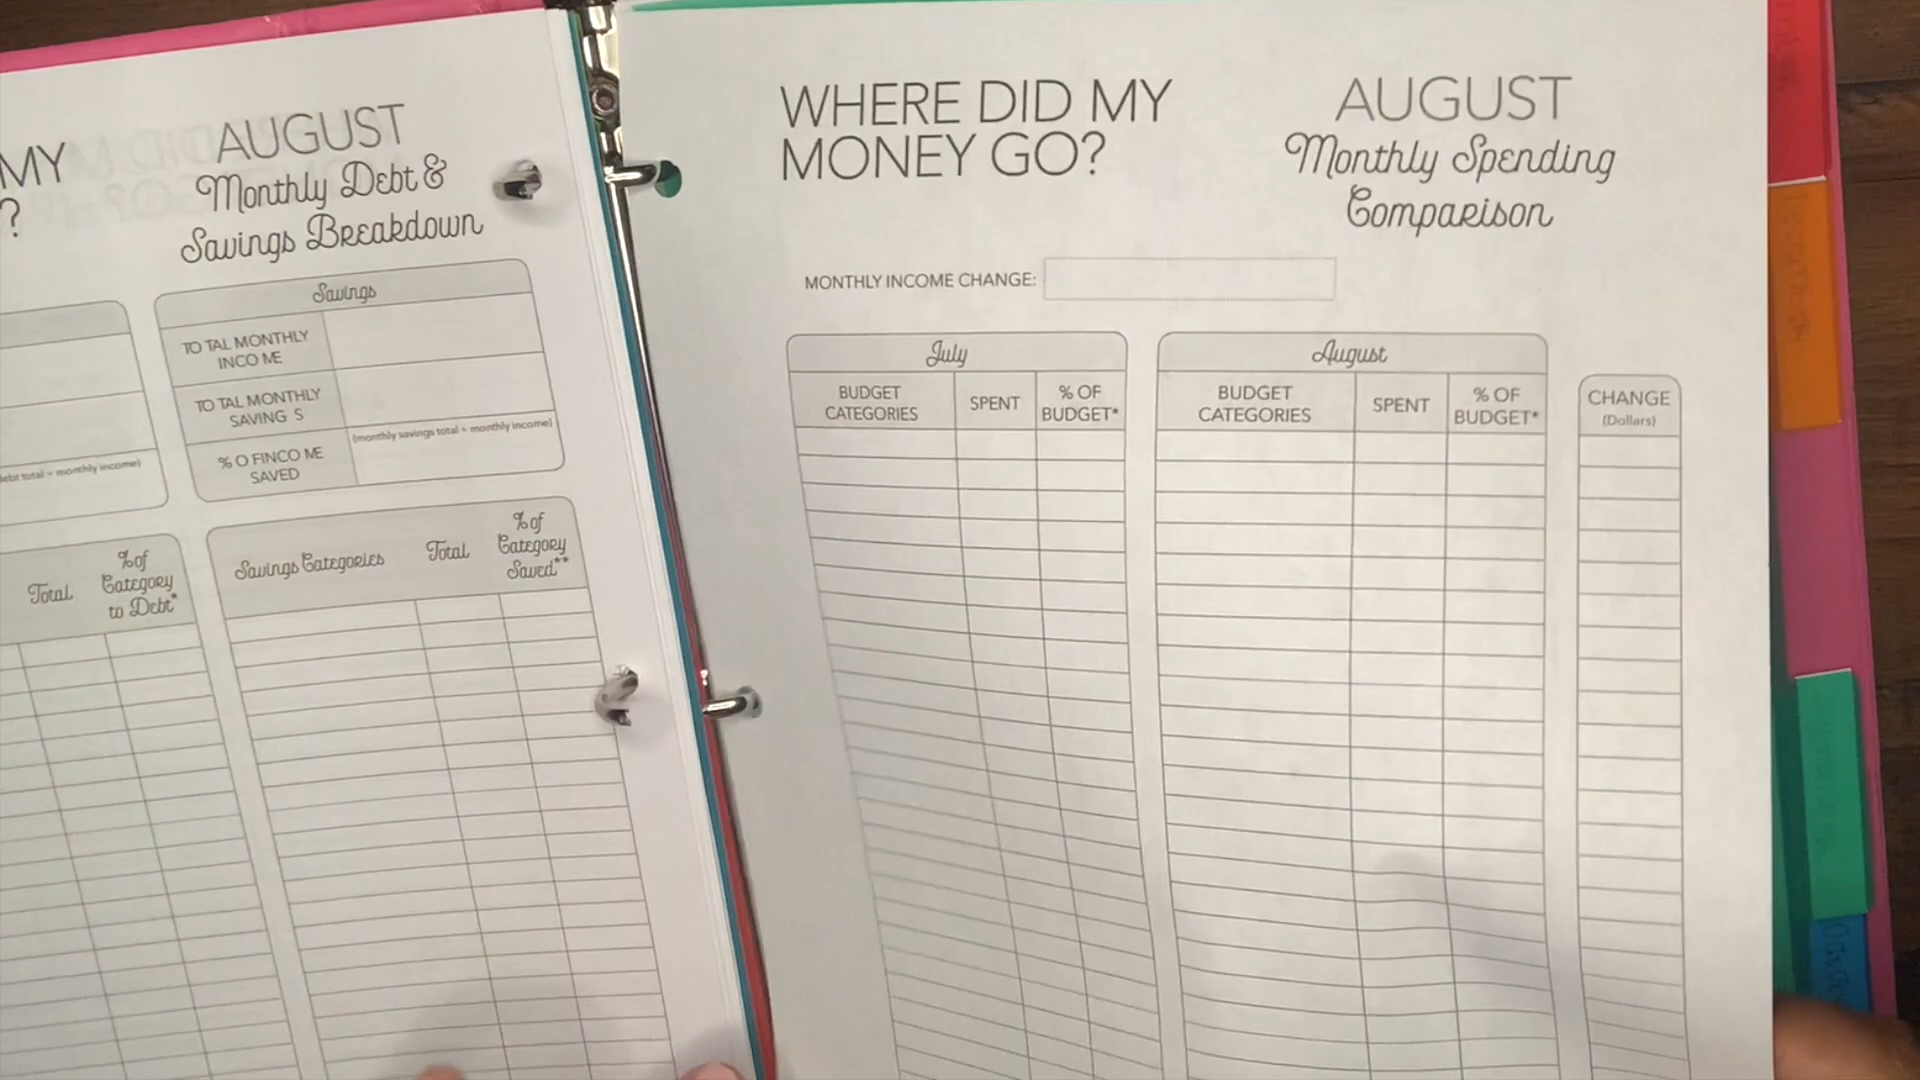 MY
?
AUGUST
Monthly Debt &
Savings Breakdown
Savings
TO TAL MONTHLY
INCO ME
TO TAL MONTHLY
SAVING S
(monthly savings total ÷ monthly income)
% O FINCO ME
SAVED
debt total ÷ monthly income)
Total
% of
Category
to Debt*
Savings Categories
Total
% of
Category
Saved**
WHERE DID MY
MONEY GO?
AUGUST
Monthly Spending
Comparison
MONTHLY INCOME CHANGE:
July
BUDGET
CATEGORIES
SPENT
% OF
BUDGET*
August
BUDGET
CATEGORIES
SPENT
% OF
BUDGET*
CHANGE
(Dollars)